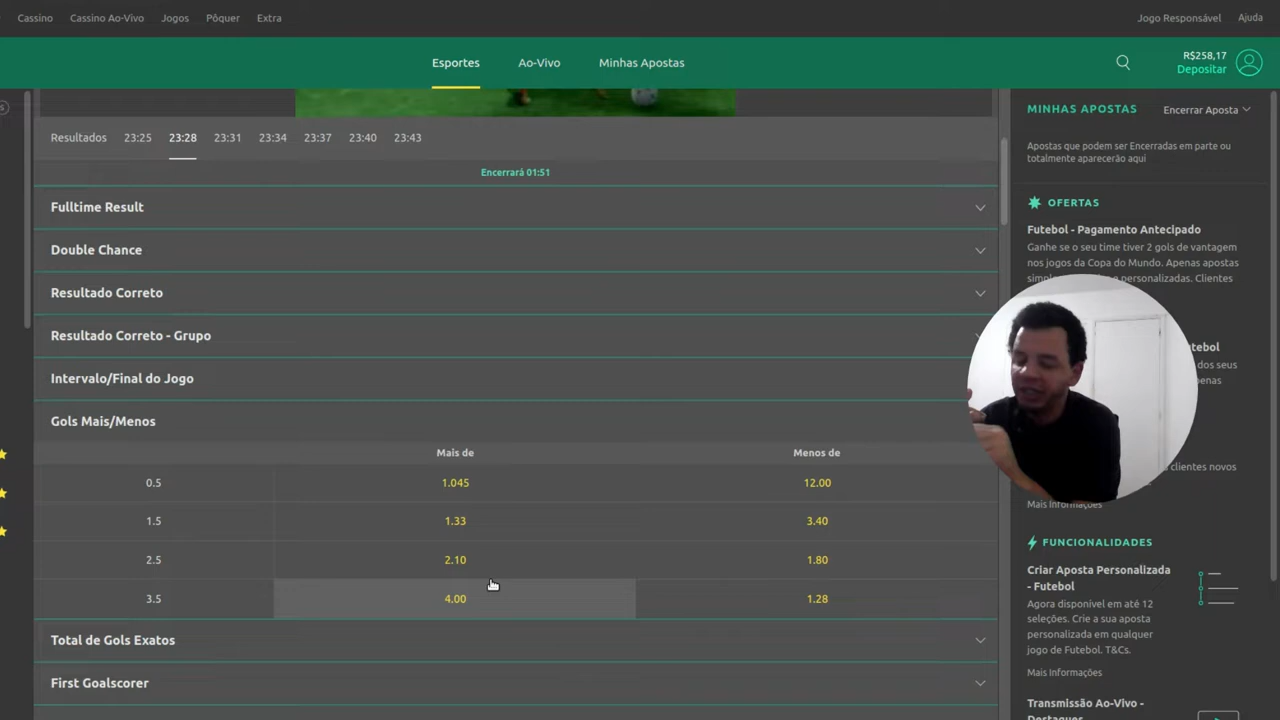 Cassino Cassino Ao-Vivo Jogos Pôquer Extra Jogo Responsável Ajuda
Esportes Ao-Vivo Minhas Apostas R$258,17
Depositar
Resultados 23:25 23:28 23:31 23:34 23:37 23:40 23:43
Encerrará 01:51
Fulltime Result
Double Chance
Resultado Correto
Resultado Correto - Grupo
Intervalo/Final do Jogo
Gols Mais/Menos
Mais de Menos de
0.5 1.045 12.00
1.5 1.33 3.40
2.5 2.10 1.80
3.5 4.00 1.28
Total de Gols Exatos
First Goalscorer
MINHAS APOSTAS Encerrar Aposta
Apostas que podem ser Encerradas em parte ou
totalmente aparecerão aqui
OFERTAS
Futebol - Pagamento Antecipado
Ganhe se o seu time tiver 2 gols de vantagem
nos jogos da Copa do Mundo. Apenas apostas
personalizadas. Clientes
dos seus
clientes novos
Mais Informações
FUNCIONALIDADES
Criar Aposta Personalizada
- Futebol
Agora disponível em até 12
seleções. Crie a sua aposta
personalizada em qualquer
jogo de Futebol. T&Cs.
Mais Informações
Transmissão Ao-Vivo -
Destaques